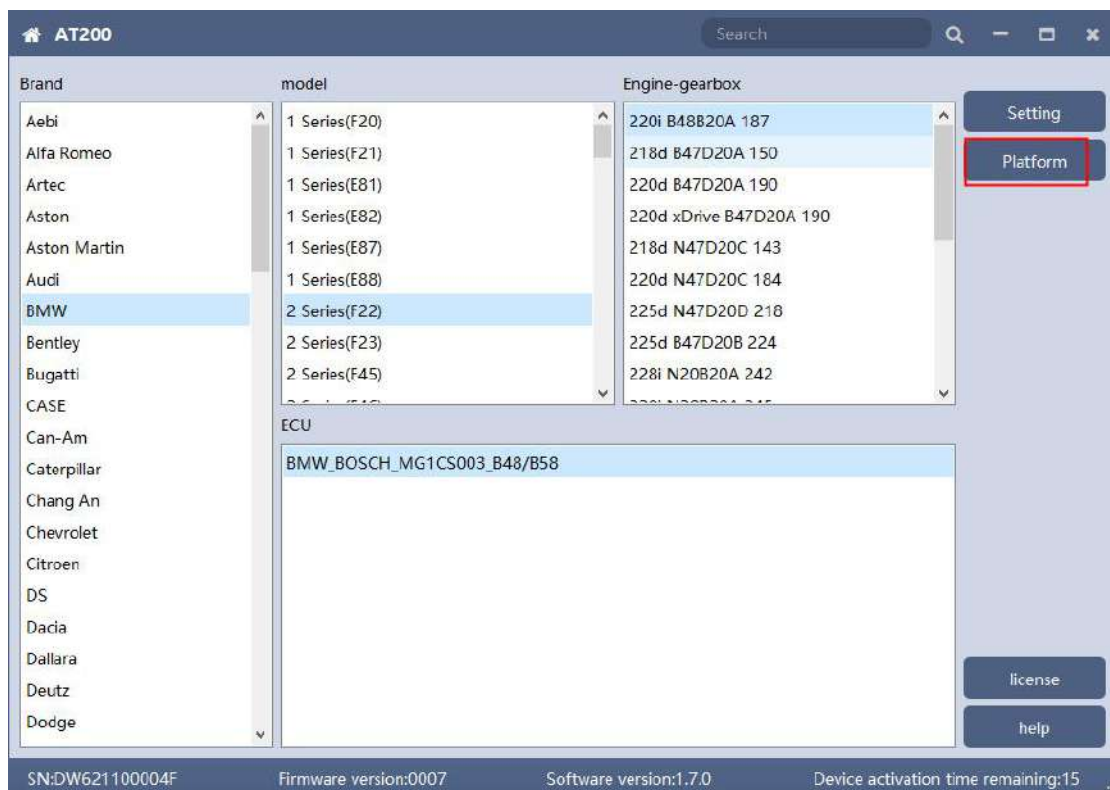 AT200
Search
Brand
model
Engine-gearbox
Aebi
Alfa Romeo
Artec
Aston
Aston Martin
Audi
BMW
Bentley
Bugatti
CASE
Can-Am
Caterpillar
Chang An
Chevrolet
Citroen
DS
Dacia
Dallara
Deutz
Dodge
1 Series(F20)
1 Series(F21)
1 Series(E81)
1 Series(E82)
1 Series(E87)
1 Series(E88)
2 Series(F22)
2 Series(F23)
2 Series(F45)
220i B48B20A 187
218d B47D20A 150
220d B47D20A 190
220d xDrive B47D20A 190
218d N47D20C 143
220d N47D20C 184
225d N47D20D 218
225d B47D20B 224
228i N20B20A 242
Setting
Platform
ECU
BMW_BOSCH_MG1CS003_B48/B58
license
help
SN:DW621100004F
Firmware version:0007
Software version:1.7.0
Device activation time remaining:15